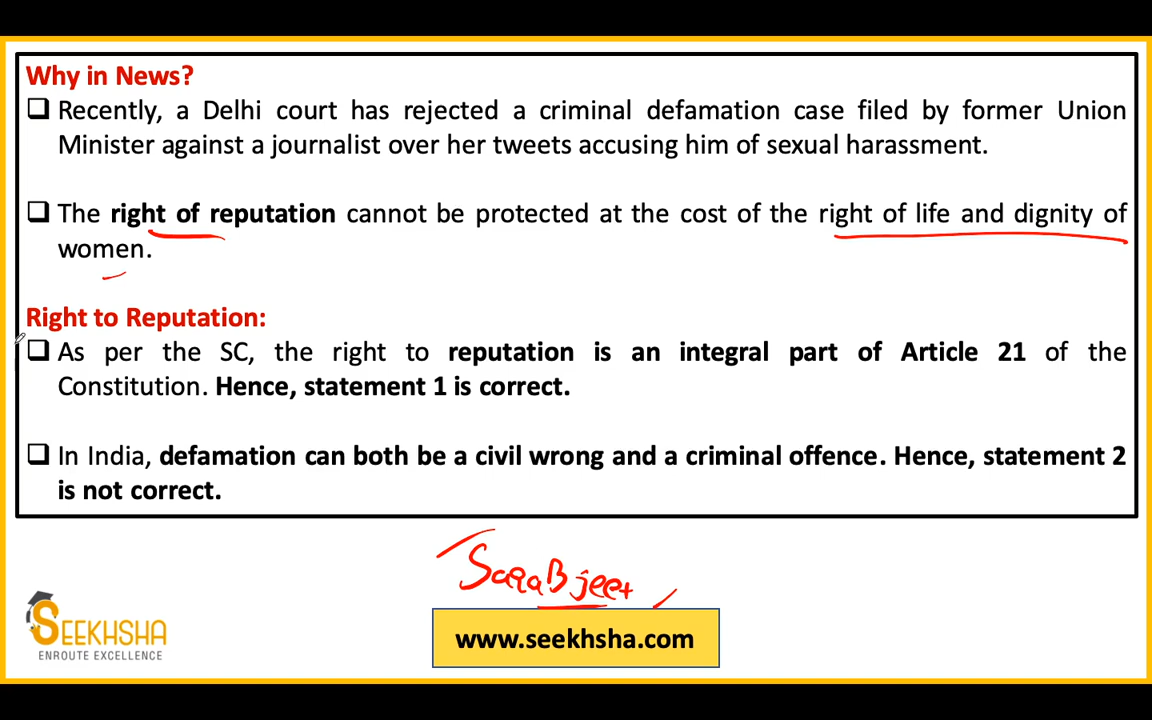 Why in News?
❑ Recently, a Delhi court has rejected a criminal defamation case filed by former Union
Minister against a journalist over her tweets accusing him of sexual harassment.
❑ The right of reputation cannot be protected at the cost of the right of life and dignity of
women.
Right to Reputation:
❑ As per the SC, the right to reputation is an integral part of Article 21 of the
Constitution. Hence, statement 1 is correct.
❑ In India, defamation can both be a civil wrong and a criminal offence. Hence, statement 2
is not correct.
SaraBjeet
SEEKHSHA
ENROUTE EXCELLENCE
www.seekhsha.com